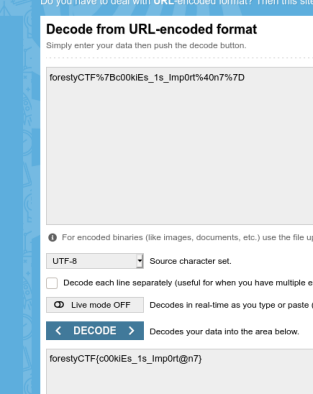 Do you have to deal with URL-encoded format? Then this site
Decode from URL-encoded format
Simply enter your data then push the decode button.
forestyCTF%7Bc00kiEs_1s_Imp0rt%40n7%7D
For encoded binaries (like images, documents, etc.) use the file
UTF-8 Source character set.
Decode each line separately (useful for when you have multiple
Live mode OFF Decodes in real-time as you type or paste
< DECODE > Decodes your data into the area below.
forestyCTF{c00kiEs_1s_Imp0rt@n7}